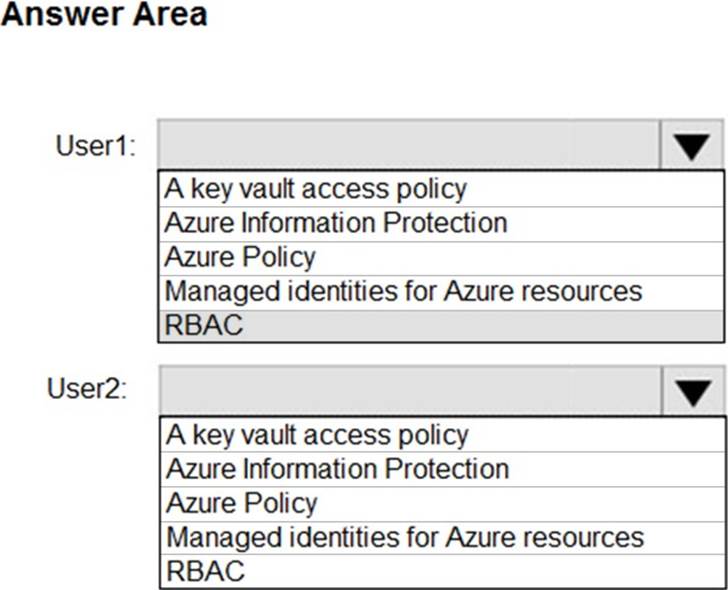 Answer Area
User1:
A key vault access policy
Azure Information Protection
Azure Policy
Managed identities for Azure resources
RBAC
User2:
A key vault access policy
Azure Information Protection
Azure Policy
Managed identities for Azure resources
RBAC